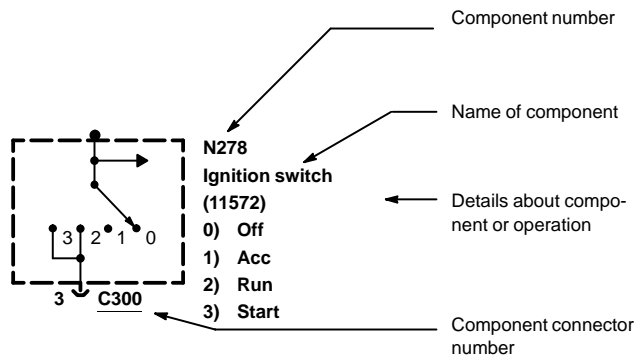 Component number
Name of component
N278
Ignition switch
(11572)
0) Off
1) Acc
2) Run
3) Start
Details about compo-
nent or operation
3 2 1 0
3 C300
Component connector
number